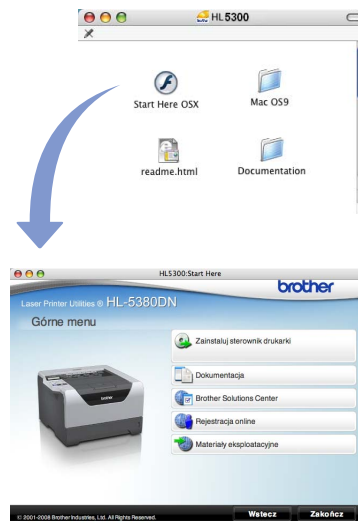 HL5300
Start Here OSX
Mac OS9
readme.html
Documentation
HL5300:Start Here
brother
Laser Printer Utilities ® HL-5380DN
Górne menu
Zainstaluj sterownik drukarki
Dokumentacja
Brother Solutions Center
Rejestracja online
Materiały eksploatacyjne
brother
© 2001-2008 Brother Industries, Ltd. All Rights Reserved.
Wstecz
Zakończ